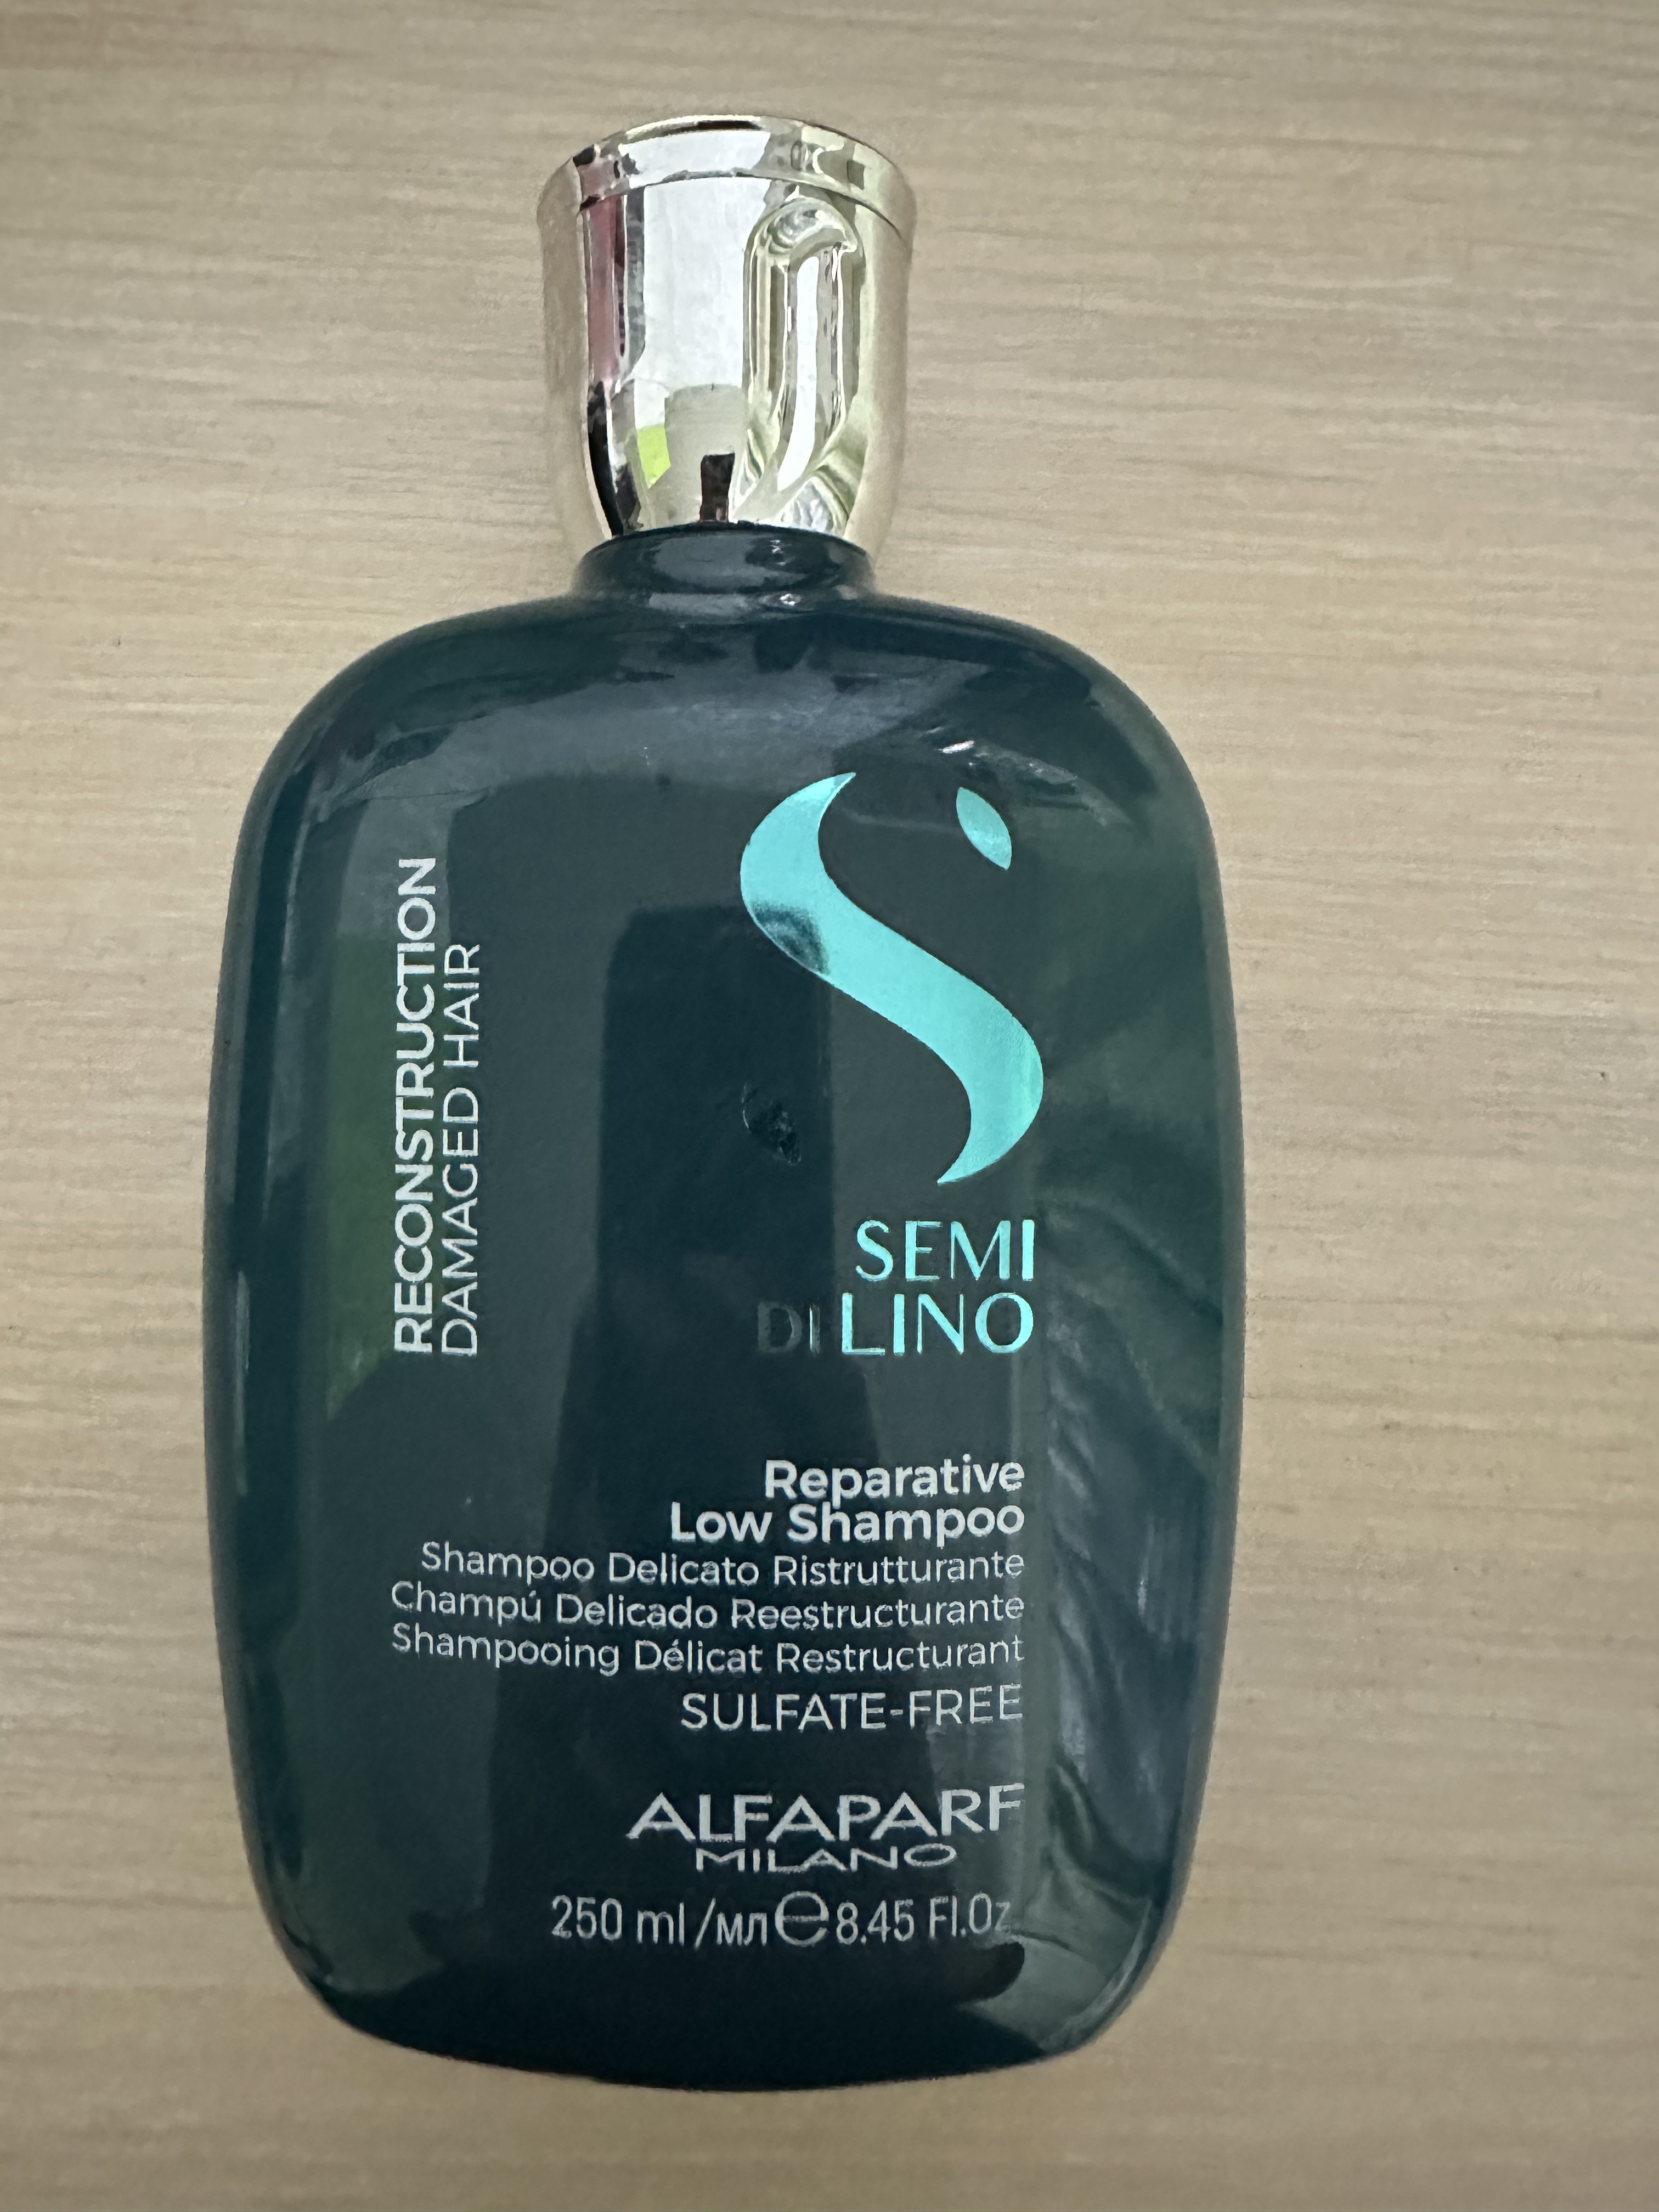 RECONSTRUCTION
DAMAGED HAIR
SEMI
DI LINO
Reparative
Low Shampoo
Shampoo Delicato Ristrutturante
Champú Delicado Reestructurante
Shampooing Délicat Restructurant
SULFATE-FREE
ALFAPARF
MILANO
250 ml /мл ℮ 8.45 Fl.Oz